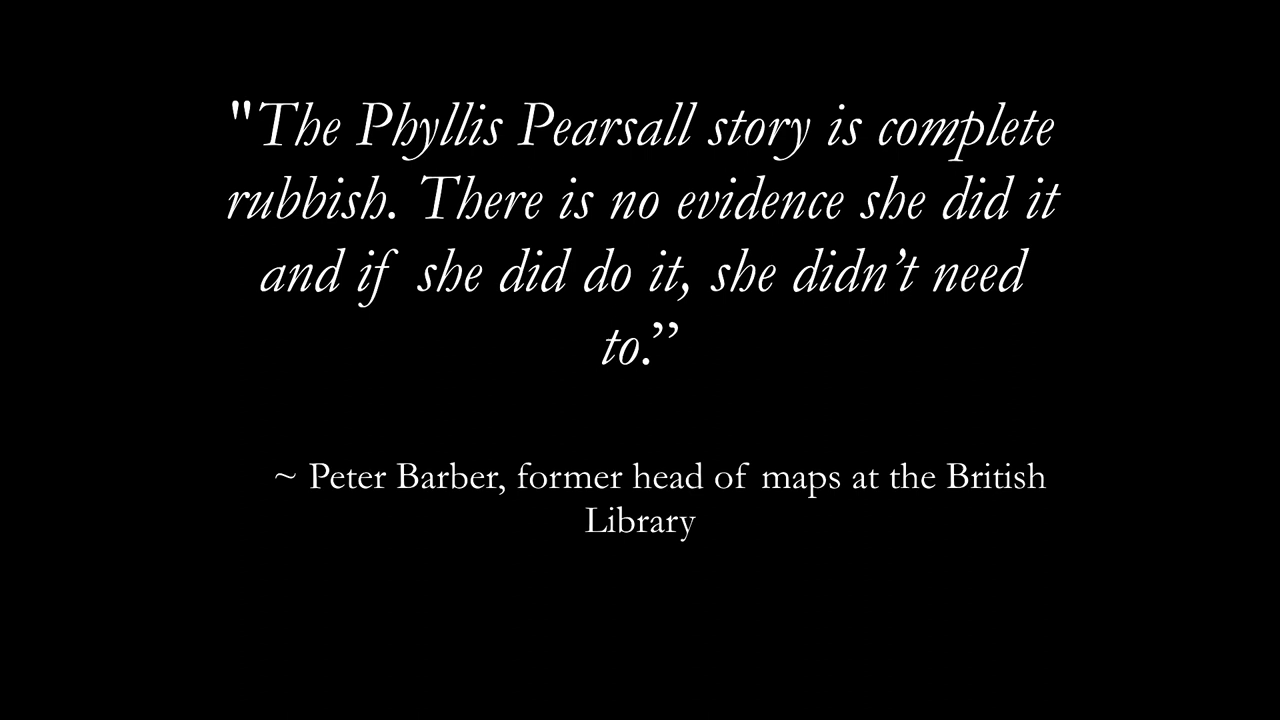 "The Phyllis Pearsall story is complete
rubbish. There is no evidence she did it
and if she did do it, she didn’t need
to.”
~ Peter Barber, former head of maps at the British
Library